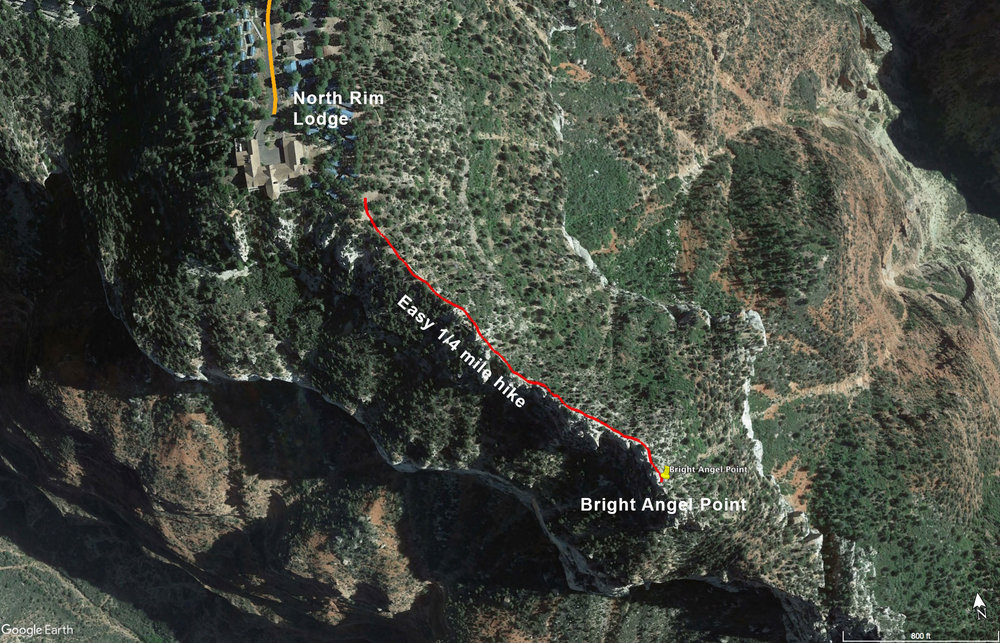 North Rim
Lodge
Easy 1/4 mile hike
Bright Angel Point
Bright Angel Point
Google Earth
800 ft
N